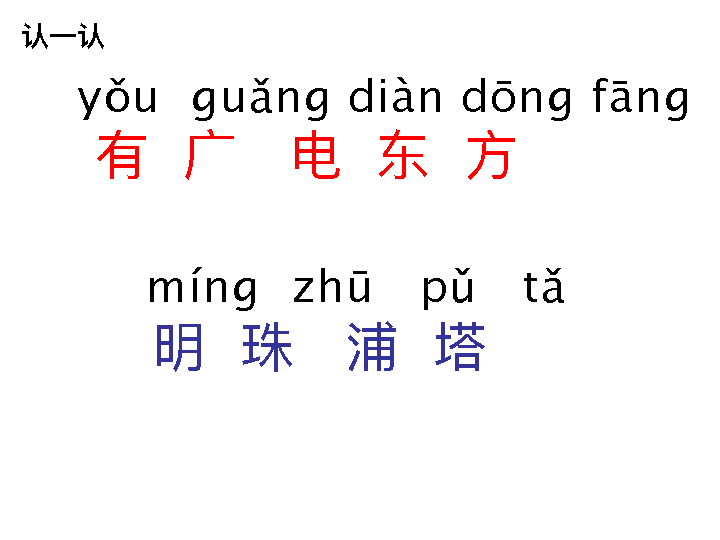 认一认
yǒu guǎng diàn dōng fāng
有 广 电 东 方
míng zhū pǔ tǎ
明 珠 浦 塔